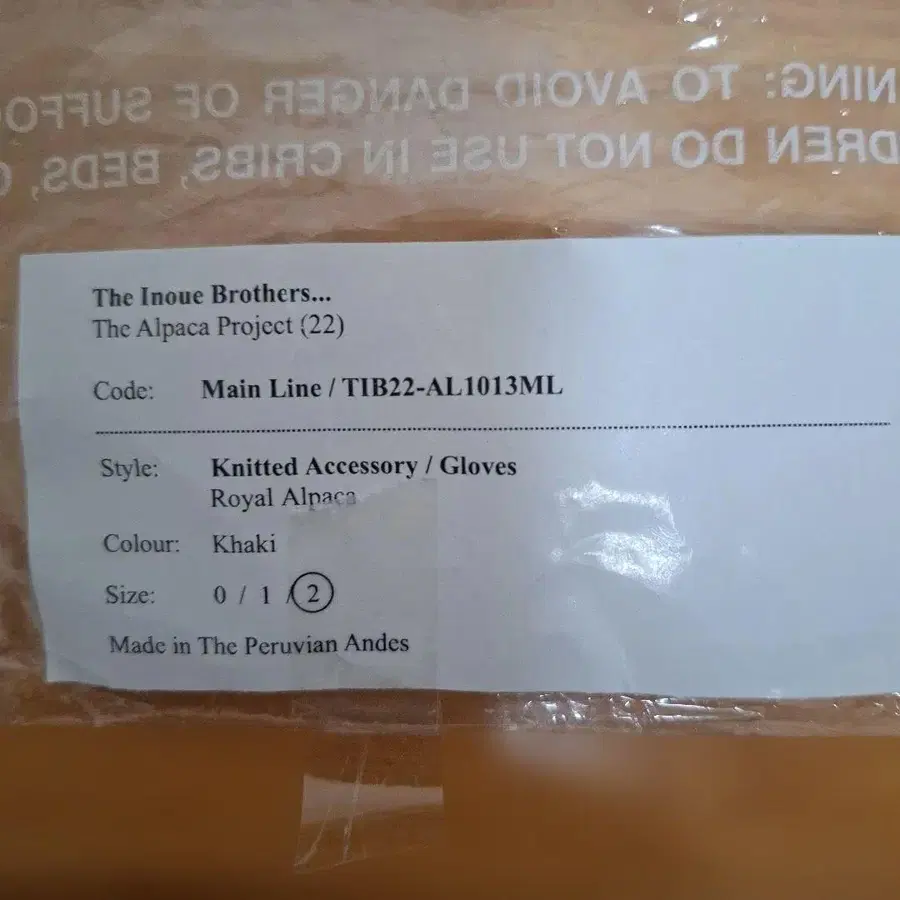 NING: TO AVOID DANGER OF SUFFO
DREN DO NOT USE IN CRIBS, BEDS,
The Inoue Brothers...
The Alpaca Project (22)
Code: Main Line / TIB22-AL1013ML
Style: Knitted Accessory / Gloves
Royal Alpaca
Colour: Khaki
Size: 0 / 1 / 2
Made in The Peruvian Andes